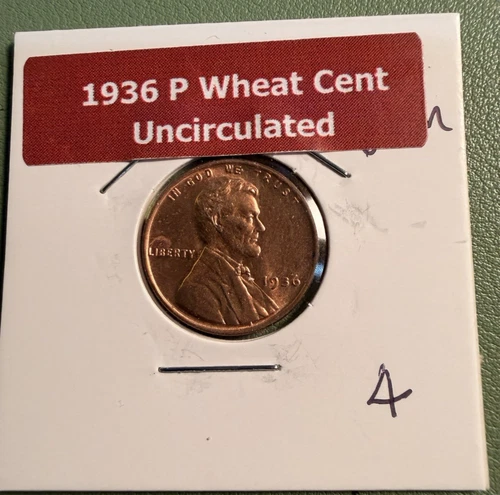 1936 P Wheat Cent
Uncirculated
IN GOD WE TRUST
LIBERTY
1936
4